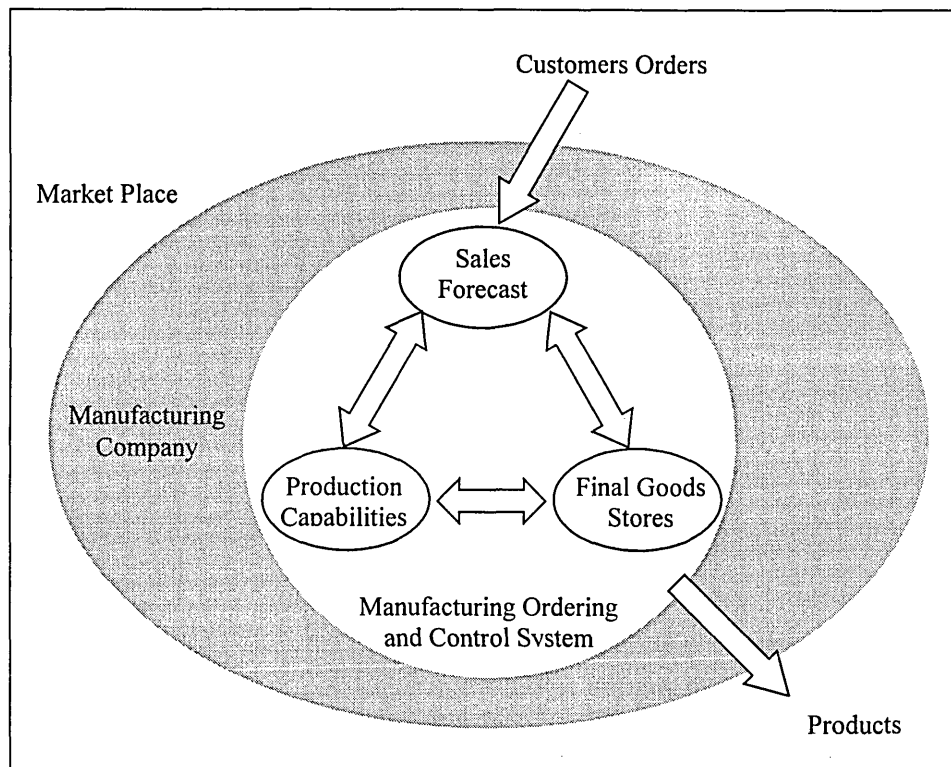 Customers Orders
Market Place
Sales
Forecast
Manufacturing
Company
Production
Capabilities
Final Goods
Stores
Manufacturing Ordering
and Control System
Products